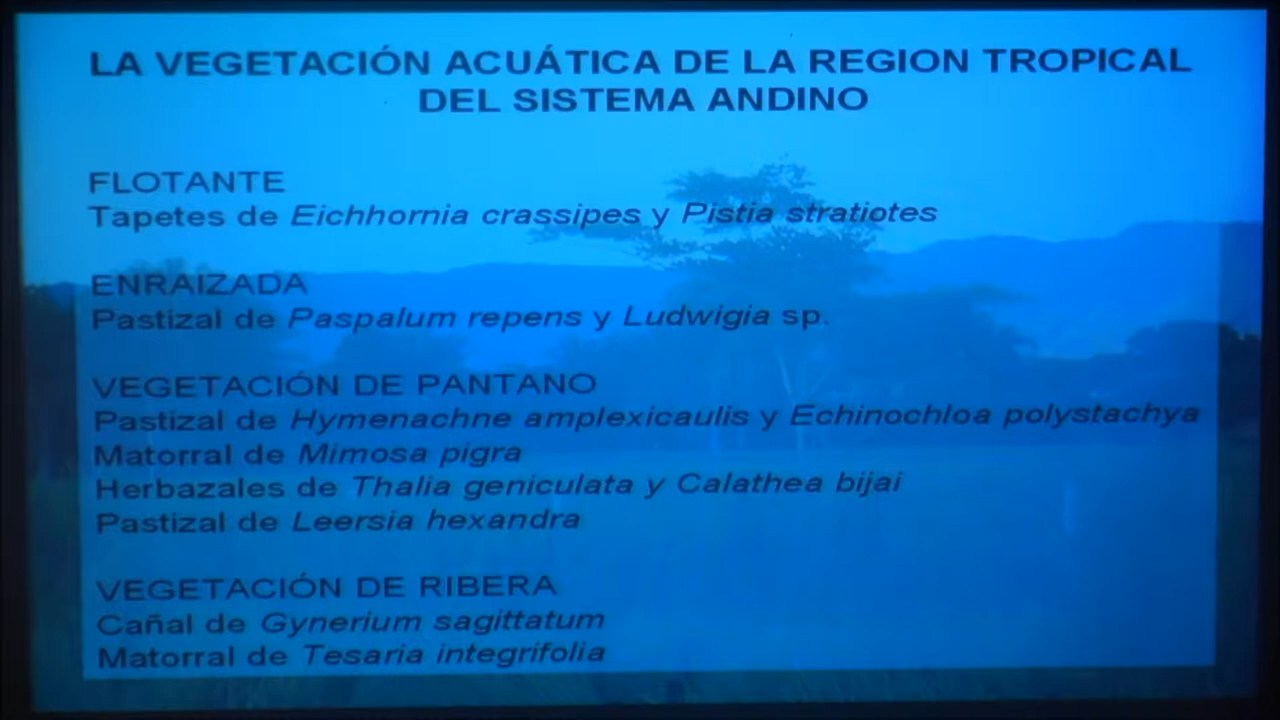 LA VEGETACIÓN ACUÁTICA DE LA REGION TROPICAL
DEL SISTEMA ANDINO
FLOTANTE
Tapetes de Eichhornia crassipes y Pistia stratiotes
ENRAIZADA
Pastizal de Paspalum repens y Ludwigia sp.
VEGETACIÓN DE PANTANO
Pastizal de Hymenachne amplexicaulis y Echinochloa polystachya
Matorral de Mimosa pigra
Herbazales de Thalia geniculata y Calathea bijai
Pastizal de Leersia hexandra
VEGETACIÓN DE RIBERA
Cañal de Gynerium sagittatum
Matorral de Tesaria integrifolia